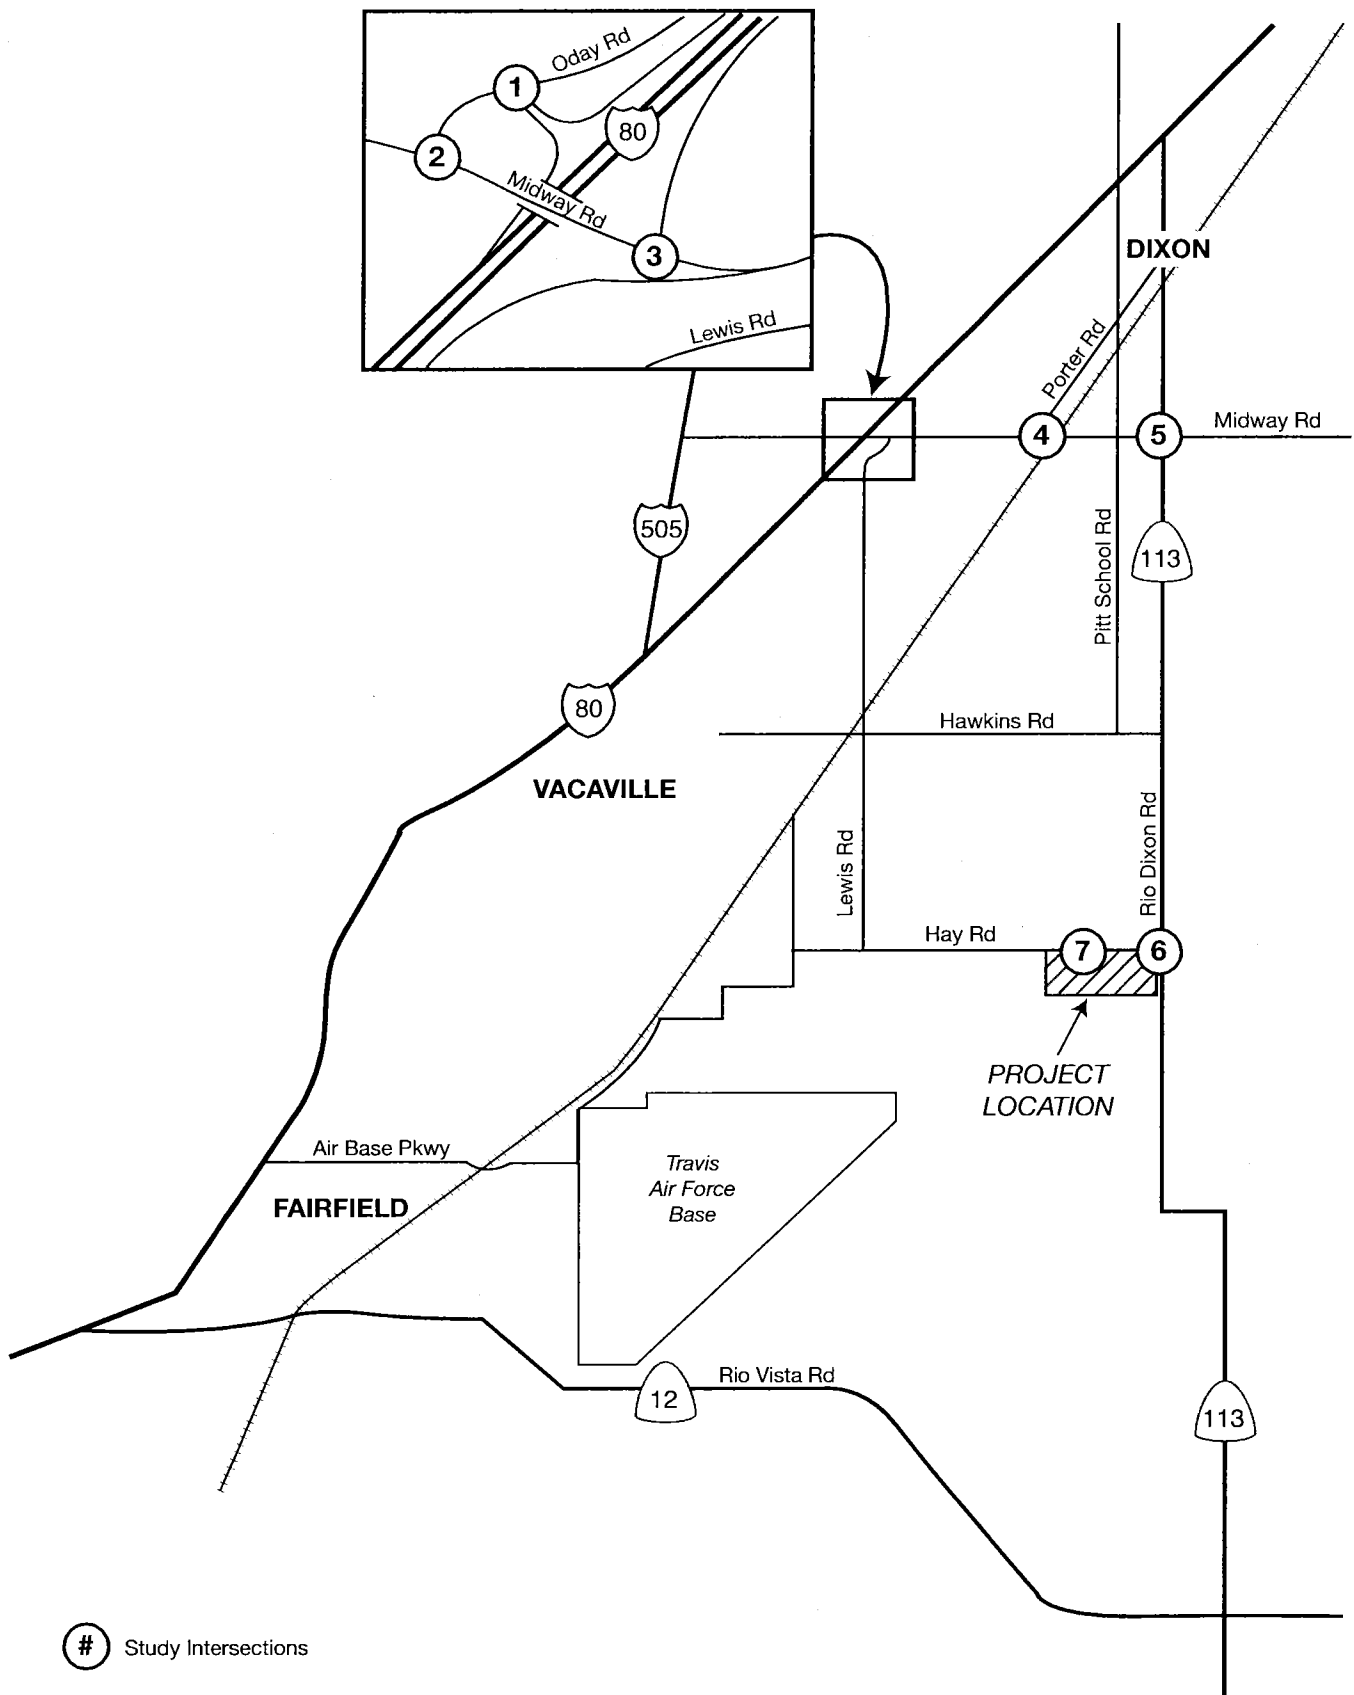 Oday Rd
1
80
2
Midway Rd
3
Lewis Rd
DIXON
Porter Rd
4
5
Midway Rd
505
Pitt School Rd
113
80
Hawkins Rd
VACAVILLE
Lewis Rd
Rio Dixon Rd
Hay Rd
7
6
PROJECT
LOCATION
Air Base Pkwy
Travis
Air Force
Base
FAIRFIELD
Rio Vista Rd
12
113
# Study Intersections